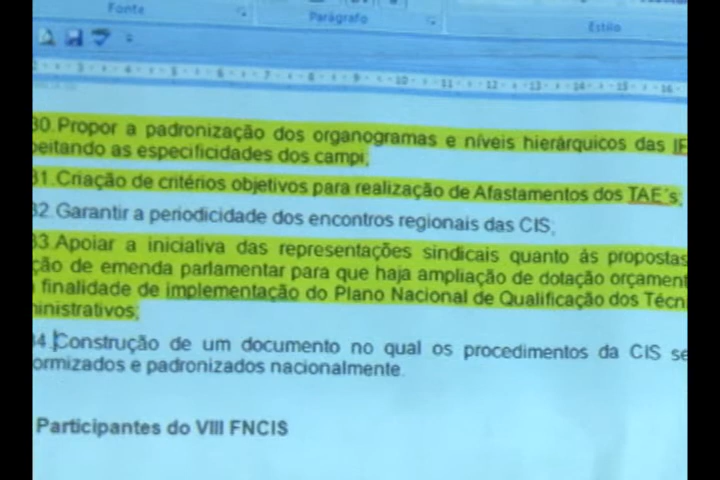 Fonte
Parágrafo
Estilo
30. Propor a padronização dos organogramas e níveis hierárquicos das IF
peitando as especificidades dos campi;
31. Criação de critérios objetivos para realização de Afastamentos dos TAE's;
32. Garantir a periodicidade dos encontros regionais das CIS;
33. Apoiar a iniciativa das representações sindicais quanto ás propostas
ção de emenda parlamentar para que haja ampliação de dotação orçament
finalidade de implementação do Plano Nacional de Qualificação dos Técn
ministrativos;
34. Construção de um documento no qual os procedimentos da CIS se
ormizados e padronizados nacionalmente.
Participantes do VIII FNCIS